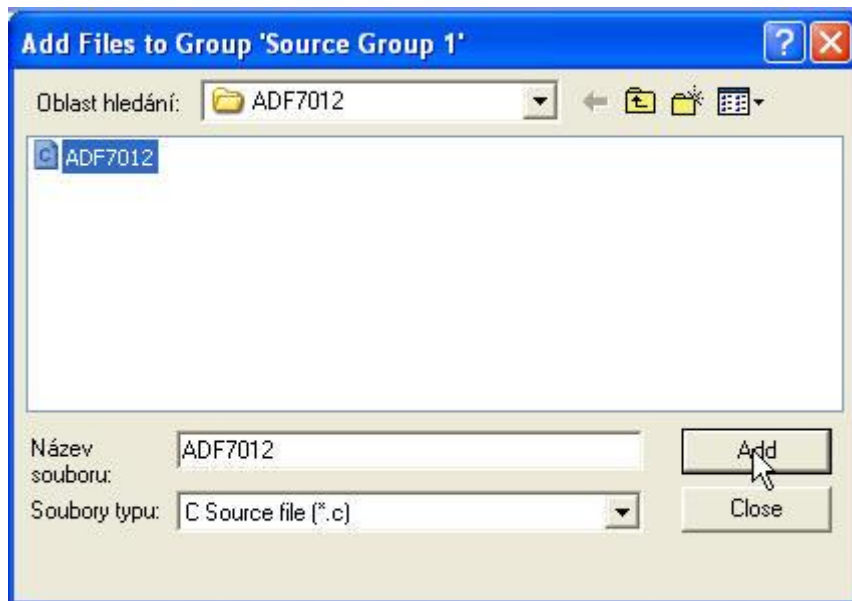 Add Files to Group 'Source Group 1'
Oblast hledání: ADF7012
ADF7012
Název souboru: ADF7012
Add
Soubory typu: C Source file (*.c)
Close